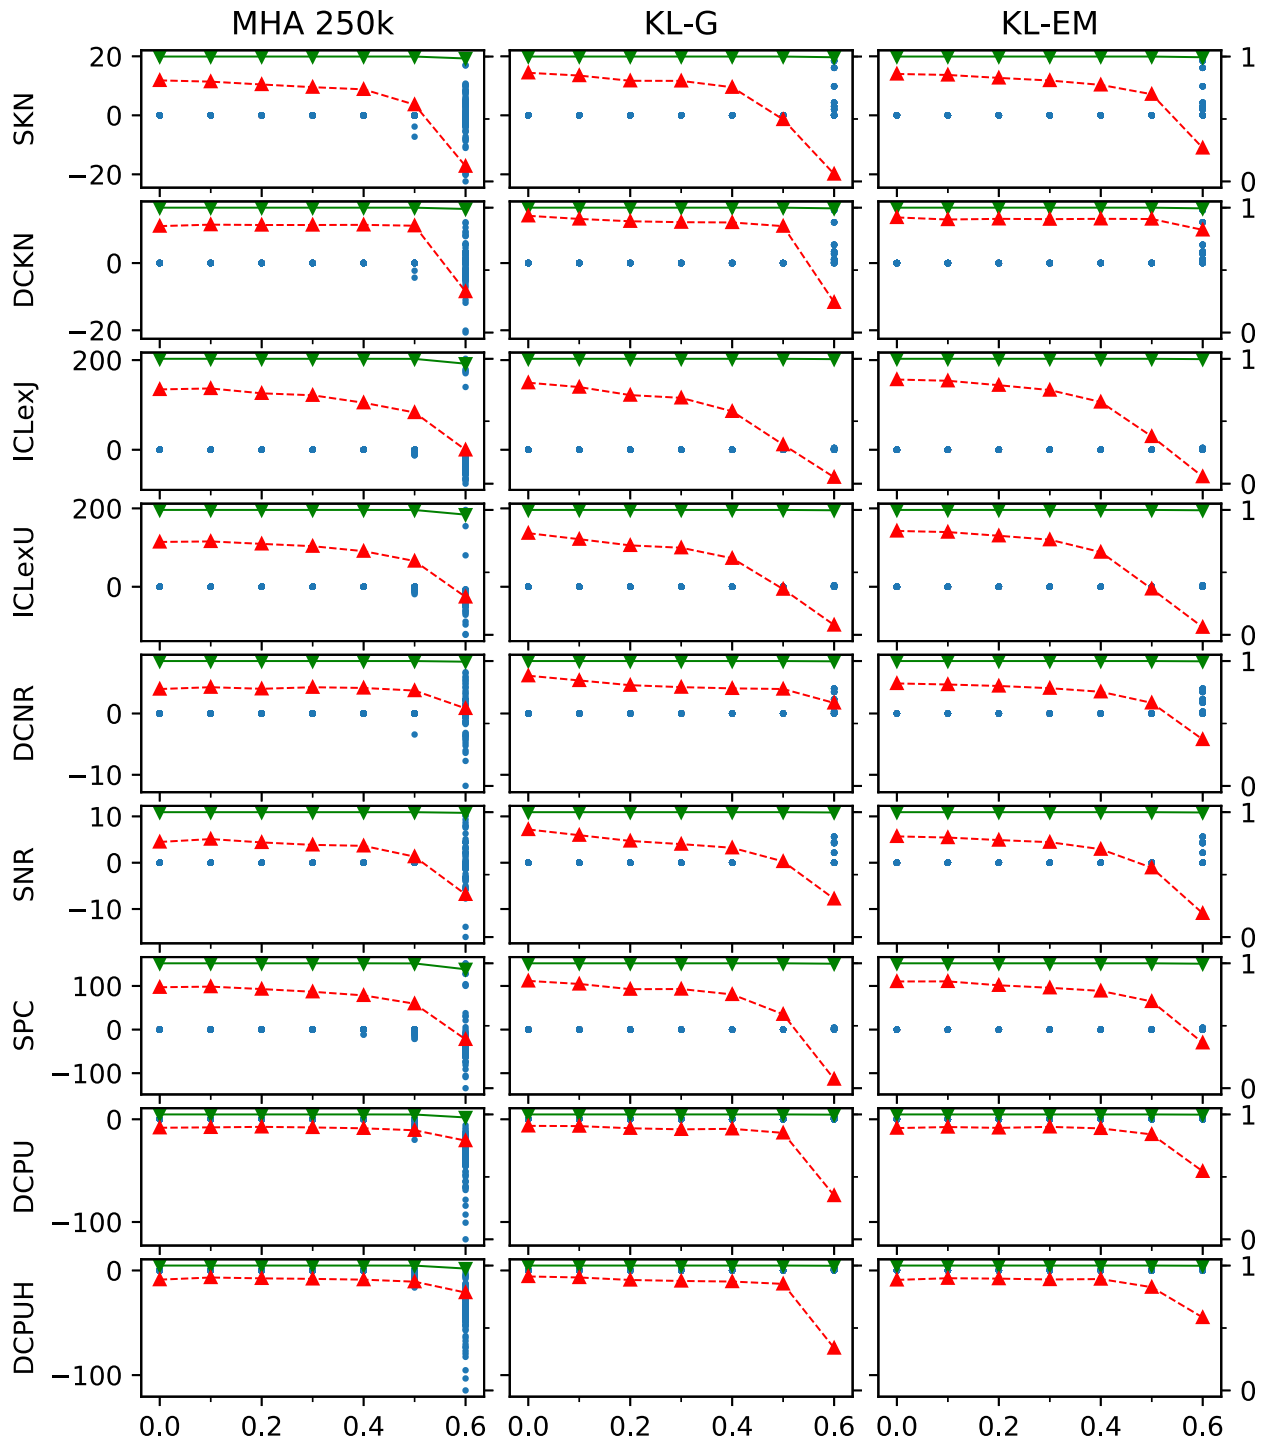 MHA 250k KL-G KL-EM
SKN 20 0 −20 1 0
DCKN 0 −20 1 0
ICLexJ 200 0 1 0
ICLexU 200 0 1 0
DCNR 0 −10 1 0
SNR 10 0 −10 1 0
SPC 100 0 −100 1 0
DCPU 0 −100 1 0
DCPUH 0 −100 1 0
0.0 0.2 0.4 0.6 0.0 0.2 0.4 0.6 0.0 0.2 0.4 0.6